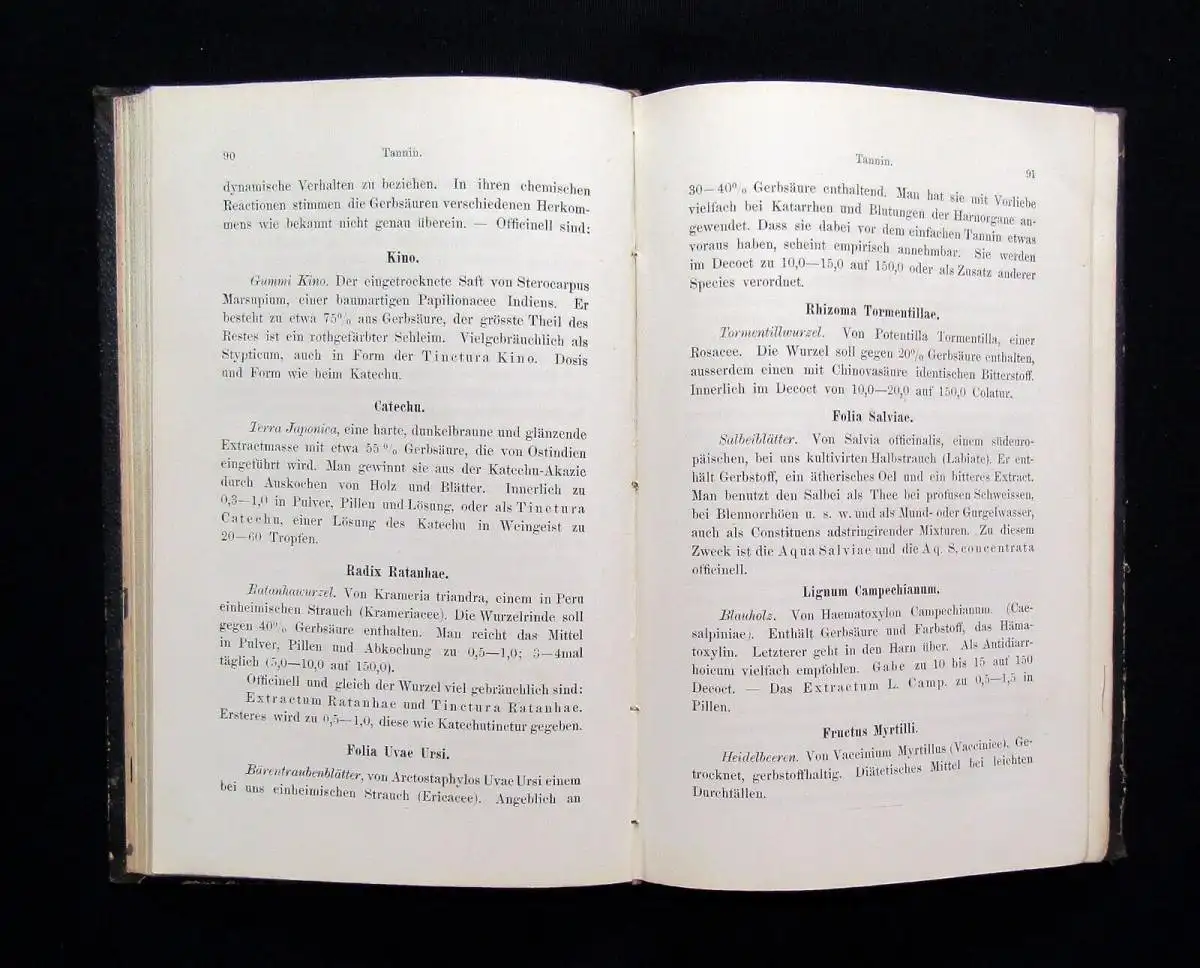 90
Tannin.
dynamische Verhalten zu beziehen. In ihren chemischen
Reactionen stimmen die Gerbsäuren verschiedenen Herkom-
mens wie bekannt nicht genau überein. — Officinell sind:
Kino.
Gummi Kino. Der eingetrocknete Saft von Sterocarpus
Marsupium, einer baumartigen Papilionacee Indiens. Er
besteht zu etwa 75% aus Gerbsäure, der grösste Theil des
Restes ist ein rothgefärbter Schleim. Vielgebräuchlich als
Stypticum, auch in Form der Tinctura Kino. Dosis
und Form wie beim Katechu.
Catechu.
Terra Japonica, eine harte, dunkelbraune und glänzende
Extractmasse mit etwa 55% Gerbsäure, die von Ostindien
eingeführt wird. Man gewinnt sie aus der Katechu-Akazie
durch Auskochen von Holz und Blätter. Innerlich zu
0,3—1,0 in Pulver, Pillen und Lösung, oder als Tinctura
Catechu, einer Lösung des Katechu in Weingeist zu
20—60 Tropfen.
Radix Ratanhae.
Ratanhawurzel. Von Krameria triandra, einem in Peru
einheimischen Strauch (Krameriacee). Die Wurzelrinde soll
gegen 40% Gerbsäure enthalten. Man reicht das Mittel
in Pulver, Pillen und Abkochung zu 0,5—1,0; 3—4mal
täglich (5,0—10,0 auf 150,0).
Officinell und gleich der Wurzel viel gebräuchlich sind:
Extractum Ratanhae und Tinctura Ratanhae.
Ersteres wird zu 0,5—1,0, diese wie Katechutinctur gegeben.
Folia Uvae Ursi.
Bärentraubenblätter, von Arctostaphylos Uvae Ursi einem
bei uns einheimischen Strauch (Ericacee). Angeblich an
Tannin.
91
30—40% Gerbsäure enthaltend. Man hat sie mit Vorliebe
vielfach bei Katarrhen und Blutungen der Harnorgane an-
gewendet. Dass sie dabei vor dem einfachen Tannin etwas
voraus haben, scheint empirisch annehmbar. Sie werden
im Decoct zu 10,0—15,0 auf 150,0 oder als Zusatz anderer
Species verordnet.
Rhizoma Tormentillae.
Tormentillwurzel. Von Potentilla Tormentilla, einer
Rosacee. Die Wurzel soll gegen 20% Gerbsäure enthalten,
ausserdem einen mit Chinovasäure identischen Bitterstoff.
Innerlich im Decoct von 10,0—20,0 auf 150,0 Colatur.
Folia Salviae.
Salbeiblätter. Von Salvia officinalis, einem südeuro-
päischen, bei uns kultivirten Halbstrauch (Labiate). Er ent-
hält Gerbstoff, ein ätherisches Oel und ein bitteres Extract.
Man benutzt den Salbei als Thee bei profusen Schweissen,
bei Blennorrhöen u. s. w. und als Mund- oder Gurgelwasser,
auch als Constituens adstringirender Mixturen. Zu diesem
Zweck ist die Aqua Salviae und die Aq. S. concentrata
officinell.
Lignum Campechianum.
Blauholz. Von Haematoxylon Campechianum. (Cae-
salpiniae). Enthält Gerbsäure und Farbstoff, das Häma-
toxylin. Letzterer geht in den Harn über. Als Antidiarr-
hoicum vielfach empfohlen. Gabe zu 10 bis 15 auf 150
Decoct. — Das Extractum L. Camp. zu 0,5—1,5 in
Pillen.
Fructus Myrtilli.
Heidelbeeren. Von Vaccinium Myrtillus (Vaccinice). Ge-
trocknet, gerbstoffhaltig. Diätetisches Mittel bei leichten
Durchfällen.